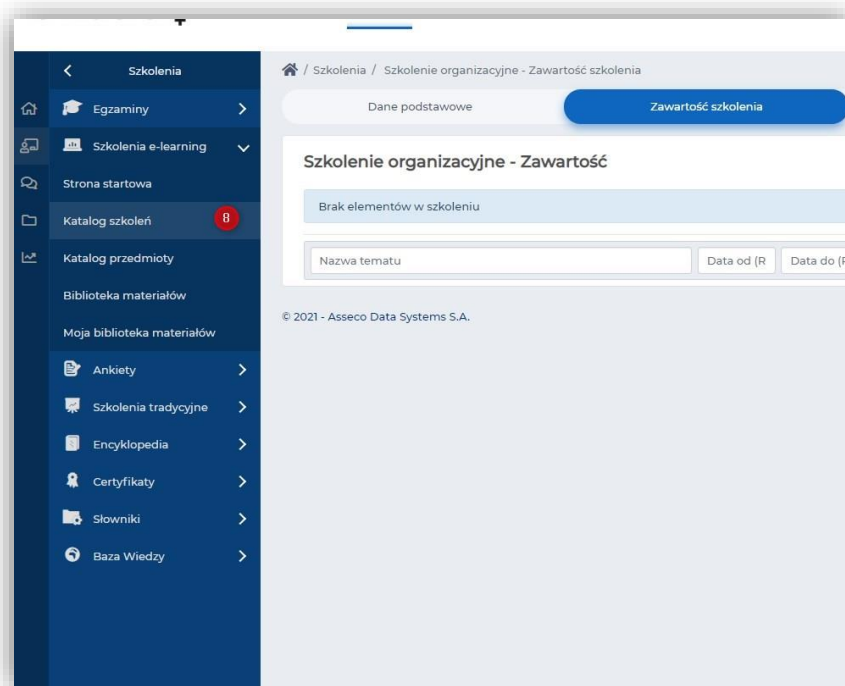 Szkolenia
Egzaminy
Szkolenia e-learning
Strona startowa
Katalog szkoleń 8
Katalog przedmioty
Biblioteka materiałów
Moja biblioteka materiałów
Ankiety
Szkolenia tradycyjne
Encyklopedia
Certyfikaty
Słowniki
Baza Wiedzy
/ Szkolenia / Szkolenie organizacyjne - Zawartość szkolenia
Dane podstawowe
Zawartość szkolenia
Szkolenie organizacyjne - Zawartość
Brak elementów w szkoleniu
Nazwa tematu
Data od (R
Data do (R
© 2021 - Asseco Data Systems S.A.